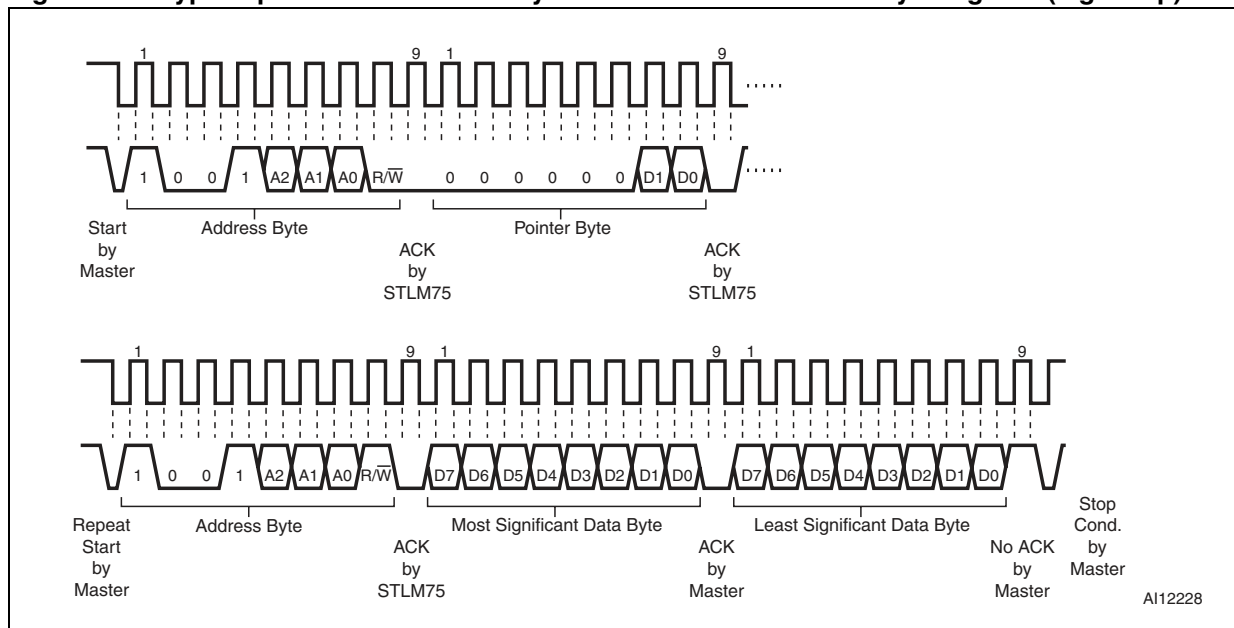 1 9 1 9
1 0 0 1 A2 A1 A0 R/W̅ 0 0 0 0 0 0 D1 D0
Start
by
Master
Address Byte
ACK
by
STLM75
Pointer Byte
ACK
by
STLM75
1 9 1 9 1 9
1 0 0 1 A2 A1 A0 R/W̅ D7 D6 D5 D4 D3 D2 D1 D0 D7 D6 D5 D4 D3 D2 D1 D0
Repeat
Start
by
Master
Address Byte
ACK
by
STLM75
Most Significant Data Byte
ACK
by
Master
Least Significant Data Byte
No ACK
by
Master
Stop
Cond.
by
Master
AI12228